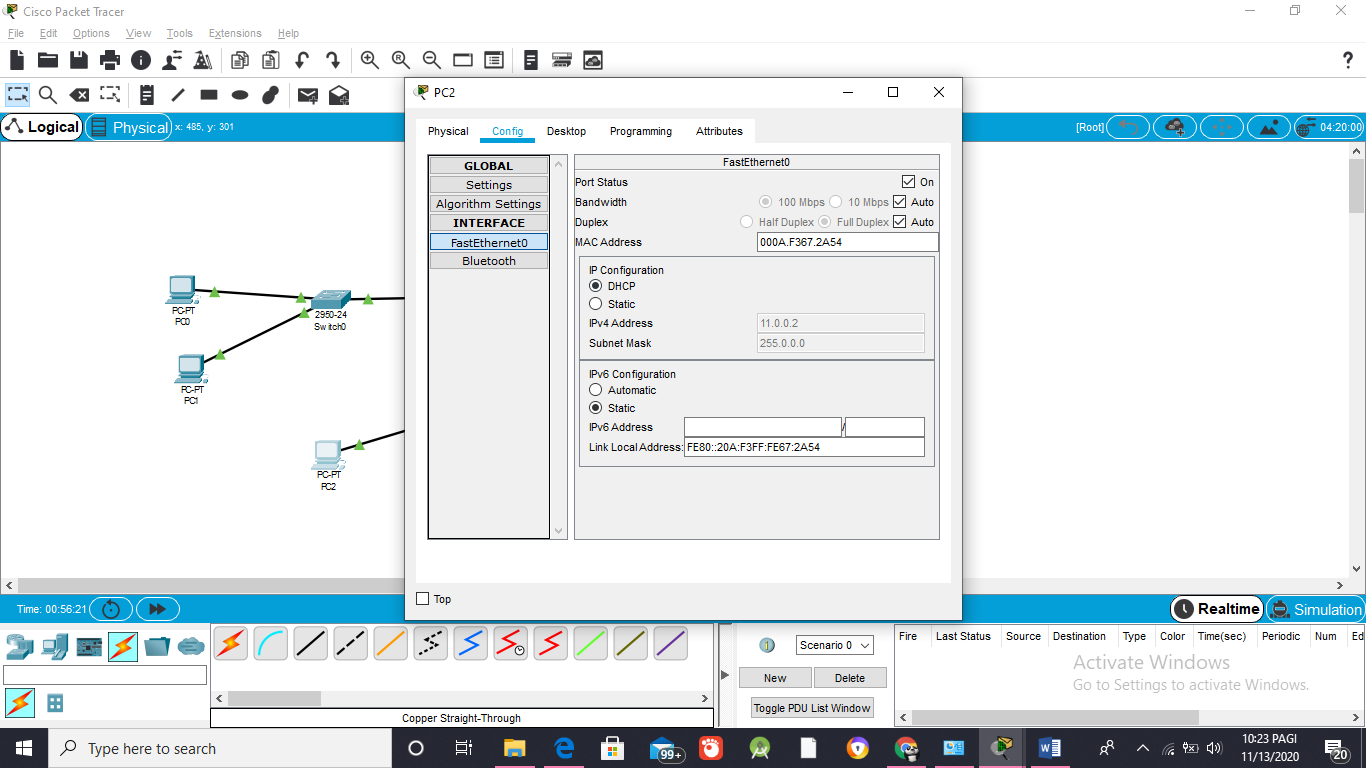 Cisco Packet Tracer
File Edit Options View Tools Extensions Help
?
Logical Physical x: 485, y: 301
[Root] 04:20:00
PC2
Physical Config Desktop Programming Attributes
GLOBAL
Settings
Algorithm Settings
INTERFACE
FastEthernet0
Bluetooth
FastEthernet0
Port Status On
Bandwidth 100 Mbps 10 Mbps Auto
Duplex Half Duplex Full Duplex Auto
MAC Address 000A.F367.2A54
IP Configuration
DHCP
Static
IPv4 Address 11.0.0.2
Subnet Mask 255.0.0.0
IPv6 Configuration
Automatic
Static
IPv6 Address /
Link Local Address: FE80::20A:F3FF:FE67:2A54
Top
PC-PT
PC0
2950-24
Switch0
PC-PT
PC1
PC-PT
PC2
Time: 00:56:21
Realtime Simulation
Copper Straight-Through
Scenario 0
New Delete
Toggle PDU List Window
Fire Last Status Source Destination Type Color Time(sec) Periodic Num Ed
Activate Windows
Go to Settings to activate Windows.
Type here to search
99+
10:23 PAGI
11/13/2020
20